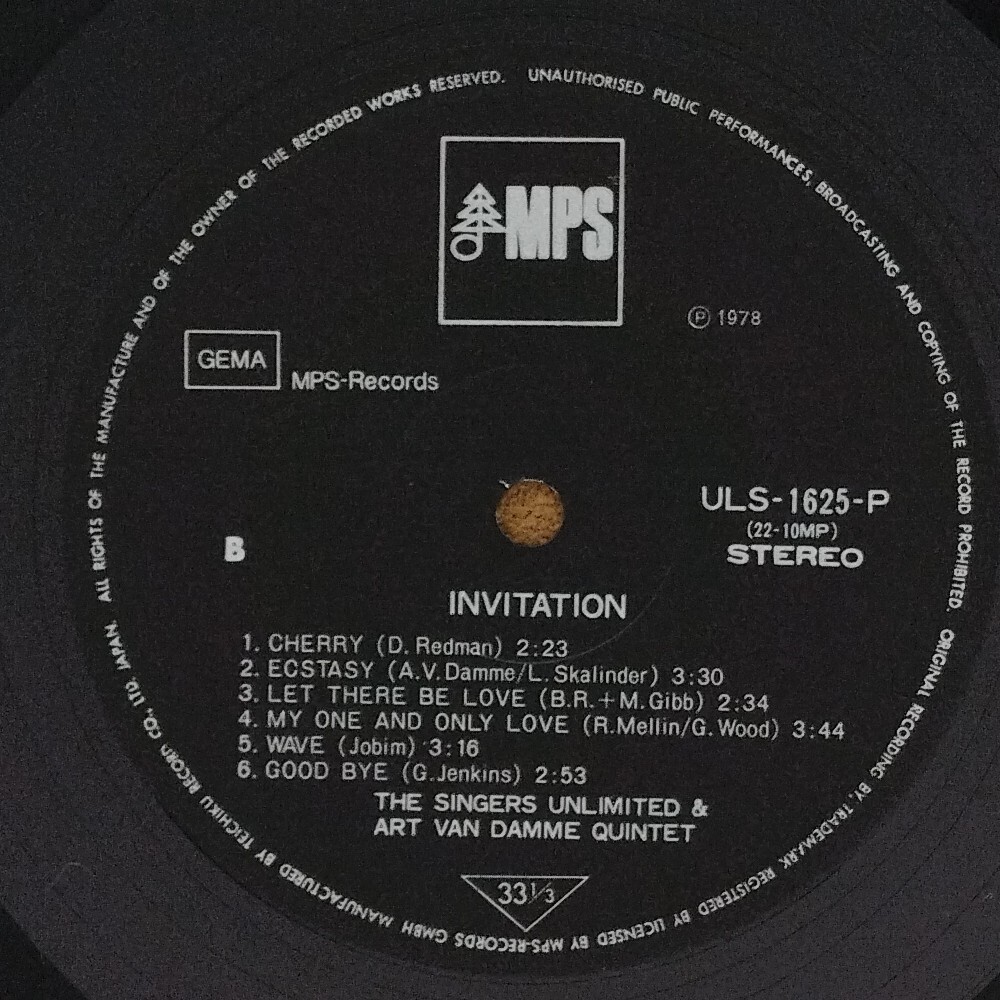 ALL RIGHTS OF THE MANUFACTURE AND OF THE OWNER OF THE RECORDED WORKS RESERVED. UNAUTHORISED PUBLIC PERFORMANCES, BROADCASTING AND COPYING OF THE RECORD PROHIBITED. ORIGINAL RECORDING BY, TRADEMARK REGISTERED BY LICENSED BY MPS-RECORDS GMBH MANUFACTURED BY TEICHIKU RECORD CO., LTD. JAPAN.
MPS
℗ 1978
GEMA
MPS-Records
ULS-1625-P
(22-10MP)
B
STEREO
INVITATION
1. CHERRY (D. Redman) 2:23
2. ECSTASY (A.V.Damme/L. Skalinder) 3:30
3. LET THERE BE LOVE (B.R.+M.Gibb) 2:34
4. MY ONE AND ONLY LOVE (R.Mellin/G.Wood) 3:44
5. WAVE (Jobim) 3:16
6. GOOD BYE (G.Jenkins) 2:53
THE SINGERS UNLIMITED &
ART VAN DAMME QUINTET
33 1/3